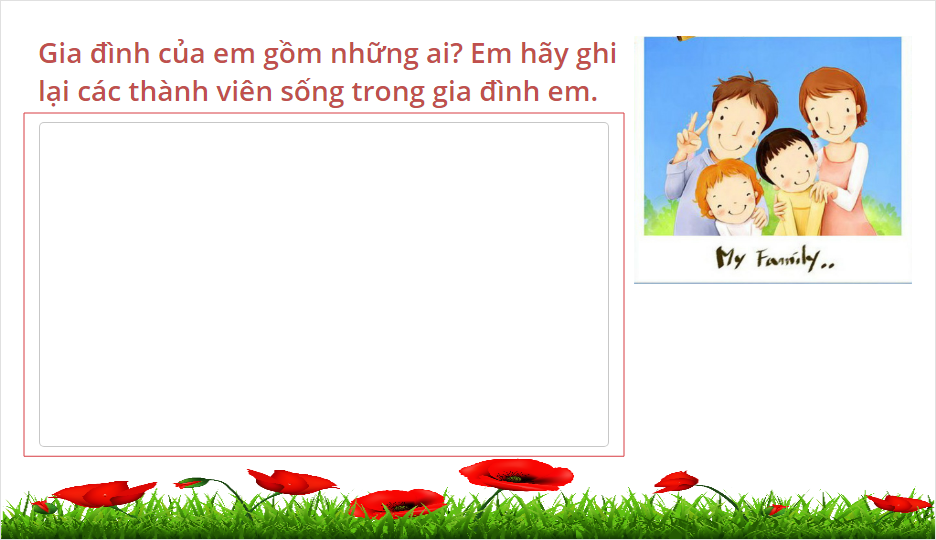 Gia đình của em gồm những ai? Em hãy ghi
lại các thành viên sống trong gia đình em.
My Family..